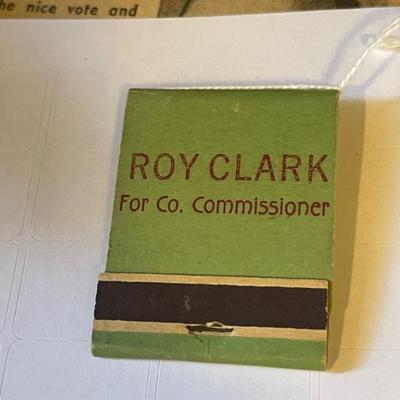 he nice vote and
ROY CLARK
For Co. Commissioner